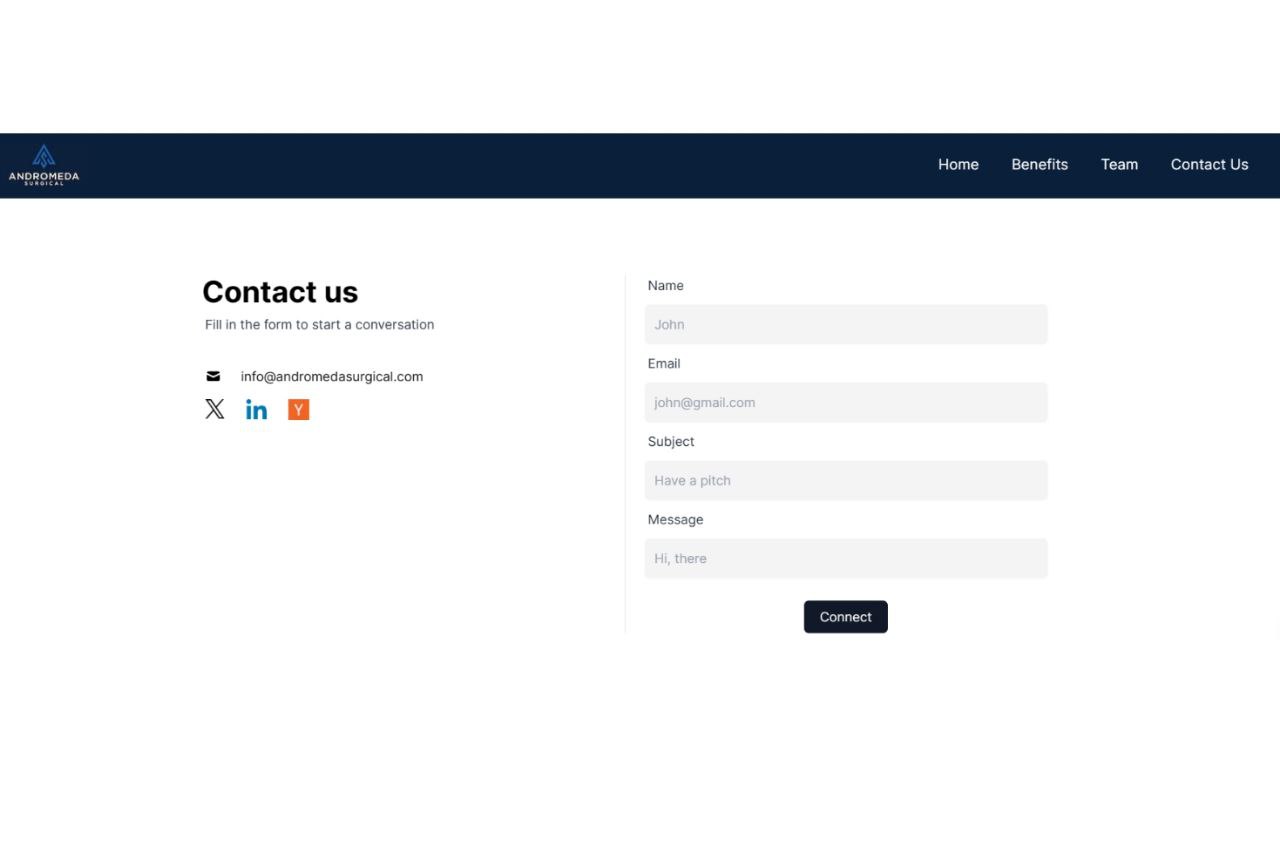 ANDROMEDA
SURGICAL
Home Benefits Team Contact Us
Contact us
Fill in the form to start a conversation
info@andromedasurgical.com
Y
Name
John
Email
john@gmail.com
Subject
Have a pitch
Message
Hi, there
Connect